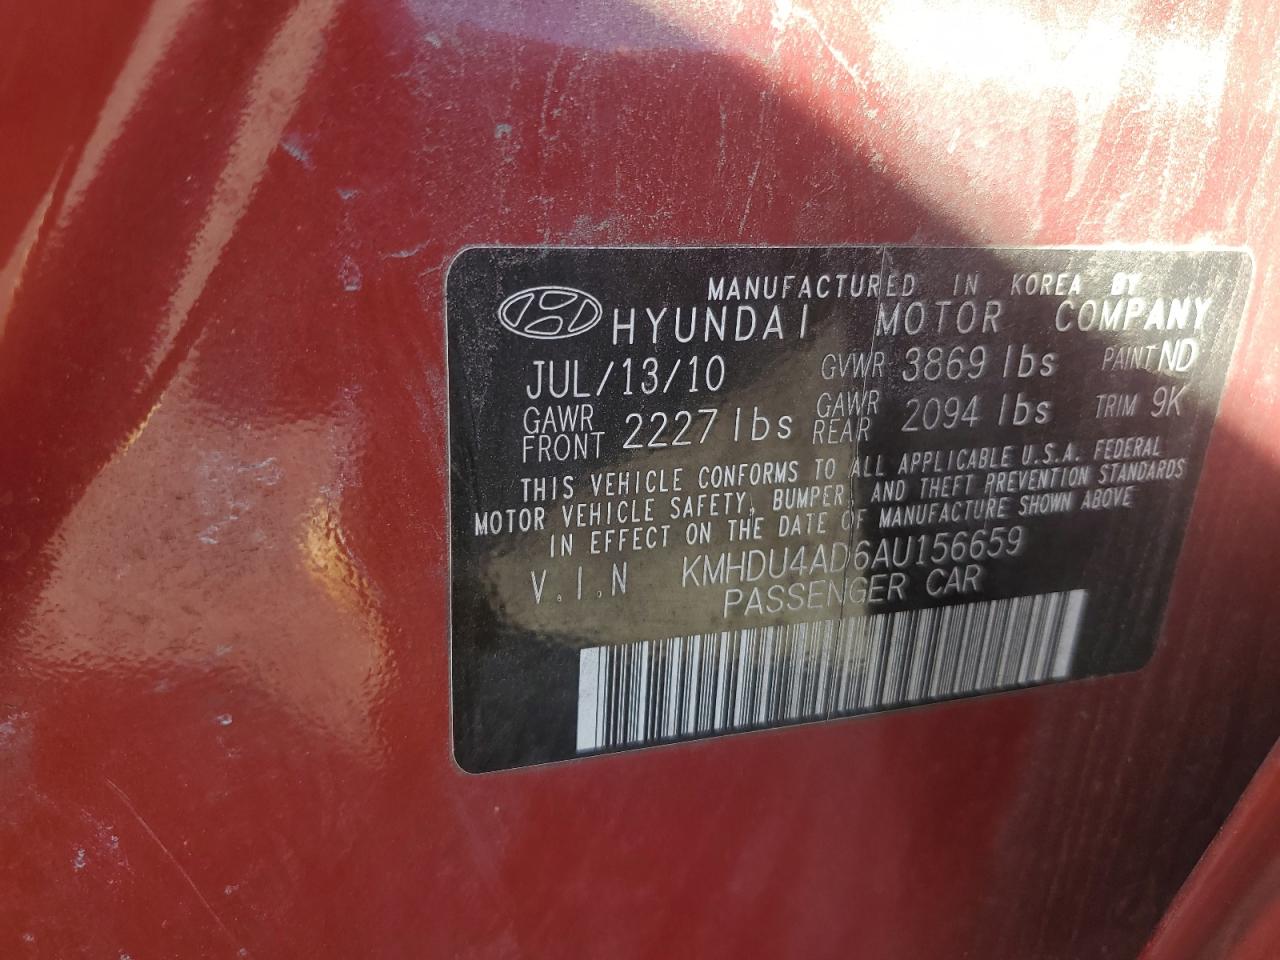 MANUFACTURED IN KOREA BY
HYUNDAI MOTOR COMPANY
JUL/13/10 GVWR 3869 lbs PAINT ND
GAWR FRONT 2227 lbs GAWR REAR 2094 lbs TRIM 9K
THIS VEHICLE CONFORMS TO ALL APPLICABLE U.S.A. FEDERAL
MOTOR VEHICLE SAFETY, BUMPER, AND THEFT PREVENTION STANDARDS
IN EFFECT ON THE DATE OF MANUFACTURE SHOWN ABOVE
V.I.N KMHDU4AD6AU156659
PASSENGER CAR